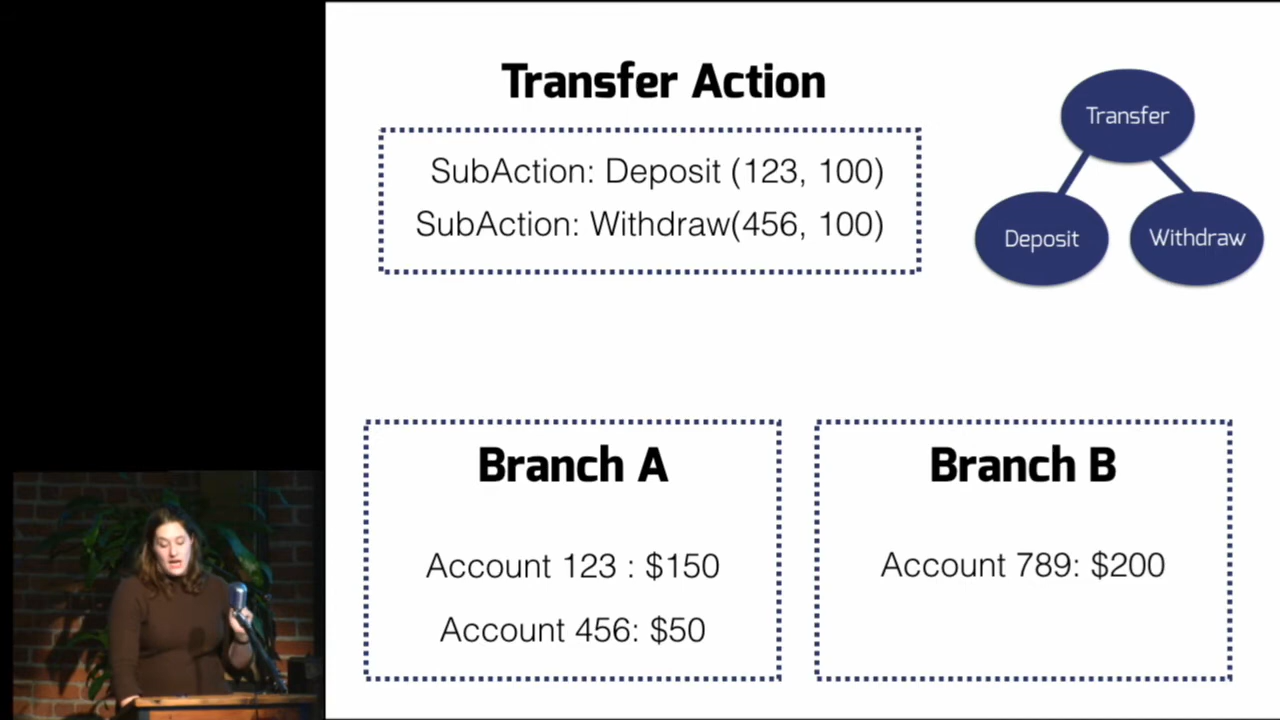 Transfer Action
SubAction: Deposit (123, 100)
SubAction: Withdraw(456, 100)
Transfer
Deposit
Withdraw
Branch A
Account 123 : $150
Account 456: $50
Branch B
Account 789: $200